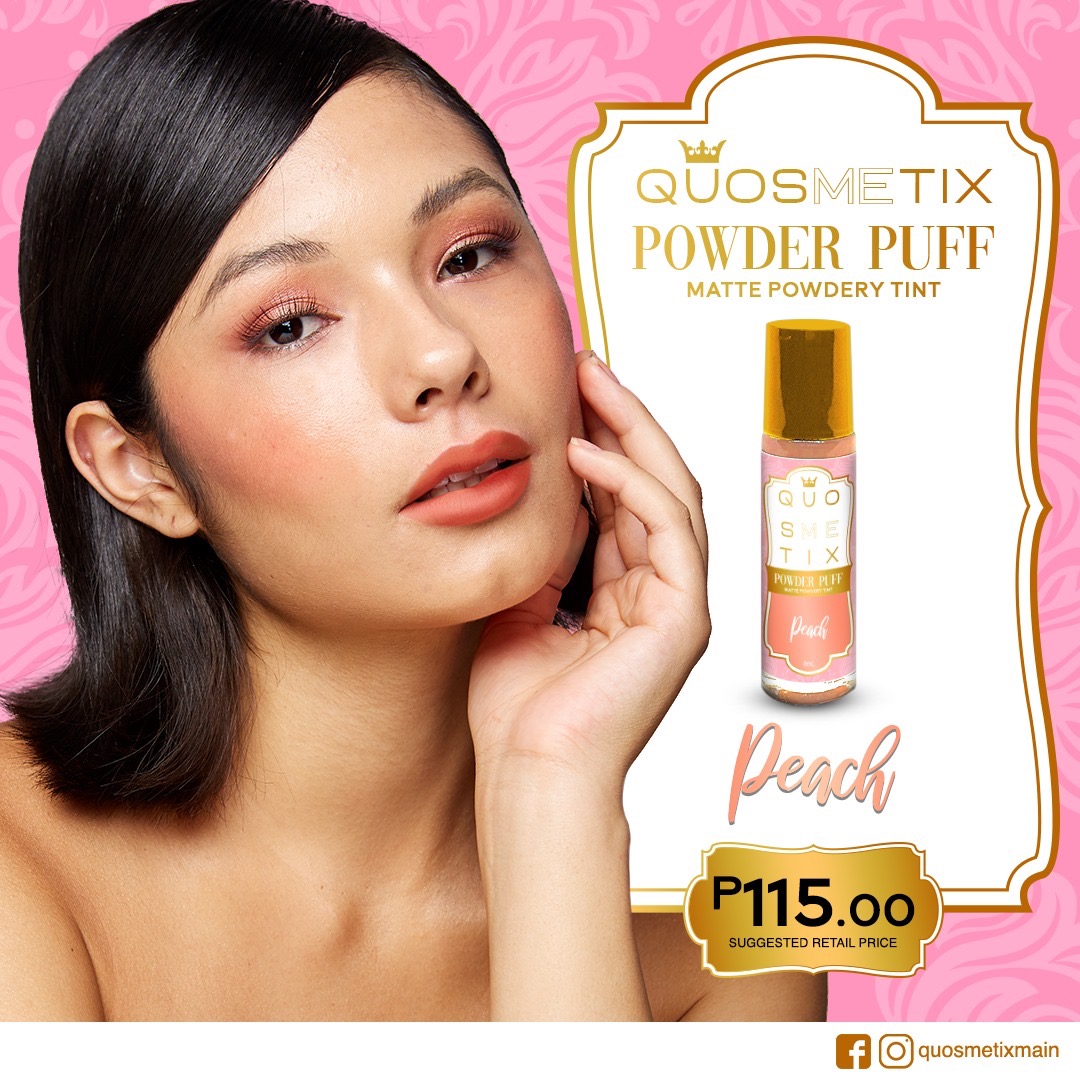 QUOSMETIX
POWDER PUFF
MATTE POWDERY TINT
QUO
SME
TIX
POWDER PUFF
MATTE POWDERY TINT
Peach
Peach
P115.00
SUGGESTED RETAIL PRICE
quosmetixmain